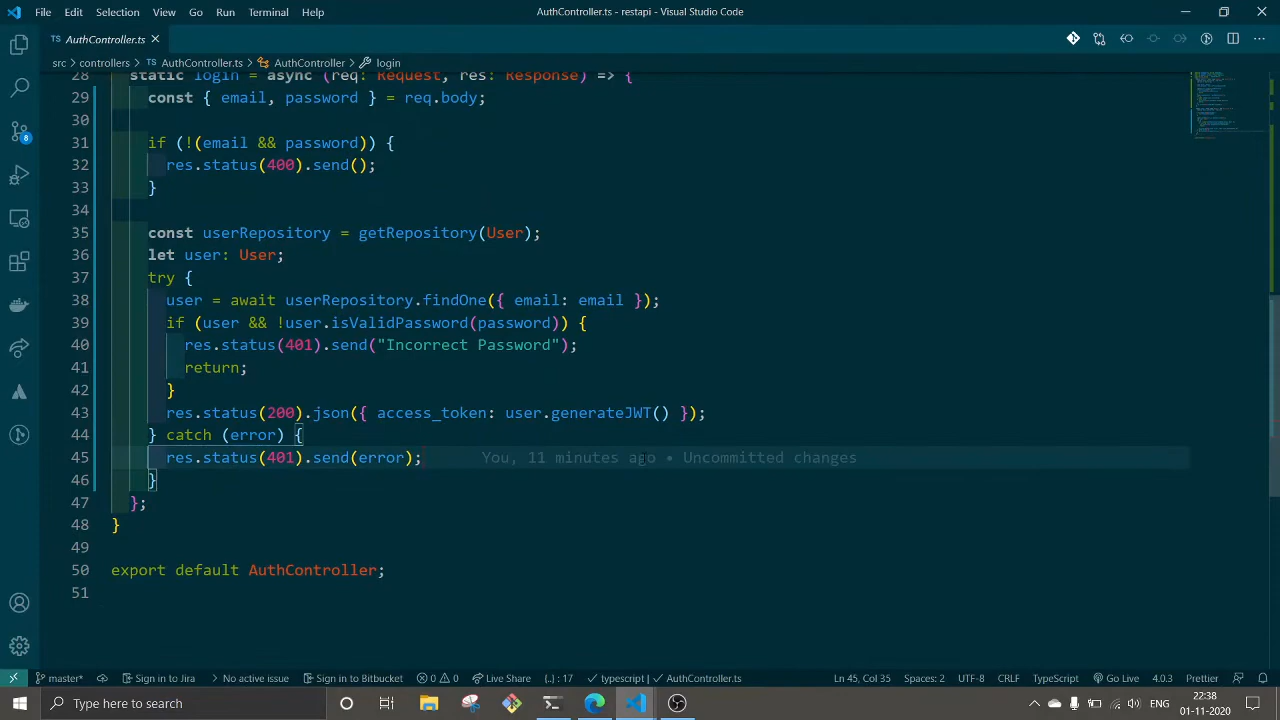 File Edit Selection View Go Run Terminal Help AuthController.ts - restapi - Visual Studio Code
TS AuthController.ts
src > controllers > TS AuthController.ts > AuthController > login
28 static login = async (req: Request, res: Response) => {
29 const { email, password } = req.body;
30
31 if (!(email && password)) {
32 res.status(400).send();
33 }
34
35 const userRepository = getRepository(User);
36 let user: User;
37 try {
38 user = await userRepository.findOne({ email: email });
39 if (user && !user.isValidPassword(password)) {
40 res.status(401).send("Incorrect Password");
41 return;
42 }
43 res.status(200).json({ access_token: user.generateJWT() });
44 } catch (error) {
45 res.status(401).send(error); You, 11 minutes ago • Uncommitted changes
46 }
47 };
48 }
49
50 export default AuthController;
51
8
master* Sign in to Jira No active issue Sign in to Bitbucket 0 0 Live Share {..} : 17 typescript | AuthController.ts Ln 45, Col 35 Spaces: 2 UTF-8 CRLF TypeScript Go Live 4.0.3 Prettier
Type here to search ENG 22:38
01-11-2020